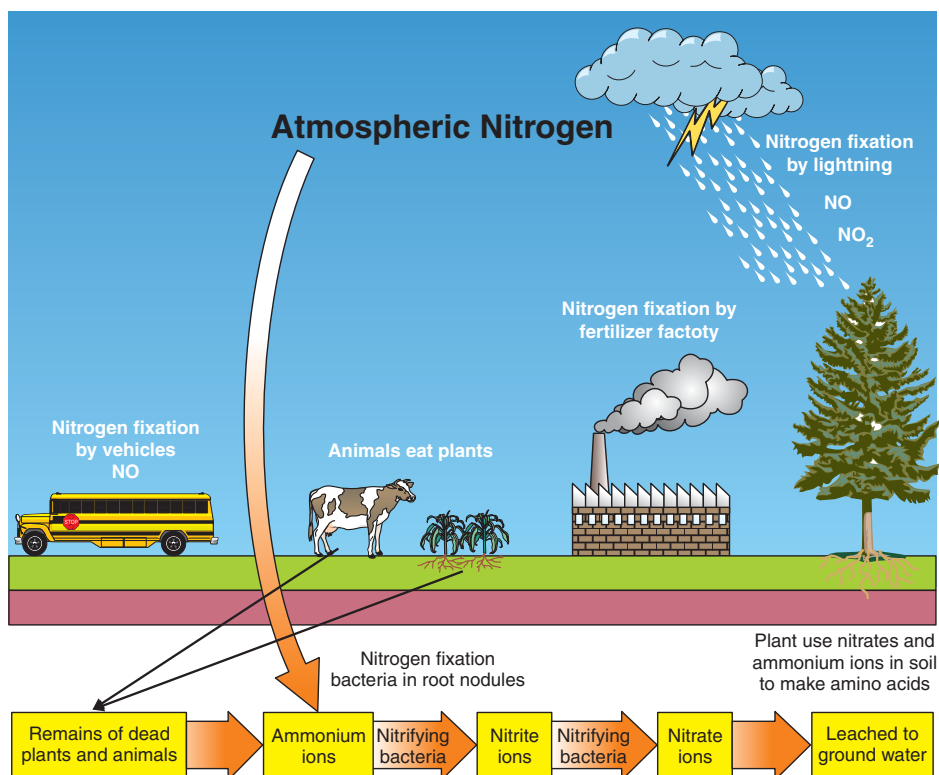 Atmospheric Nitrogen
Nitrogen fixation
by lightning
NO
NO2
Nitrogen fixation by
fertilizer factoty
Nitrogen fixation
by vehicles
NO
STOP
Animals eat plants
Plant use nitrates and
ammonium ions in soil
to make amino acids
Nitrogen fixation
bacteria in root nodules
Remains of dead
plants and animals
Ammonium
ions
Nitrifying
bacteria
Nitrite
ions
Nitrifying
bacteria
Nitrate
ions
Leached to
ground water